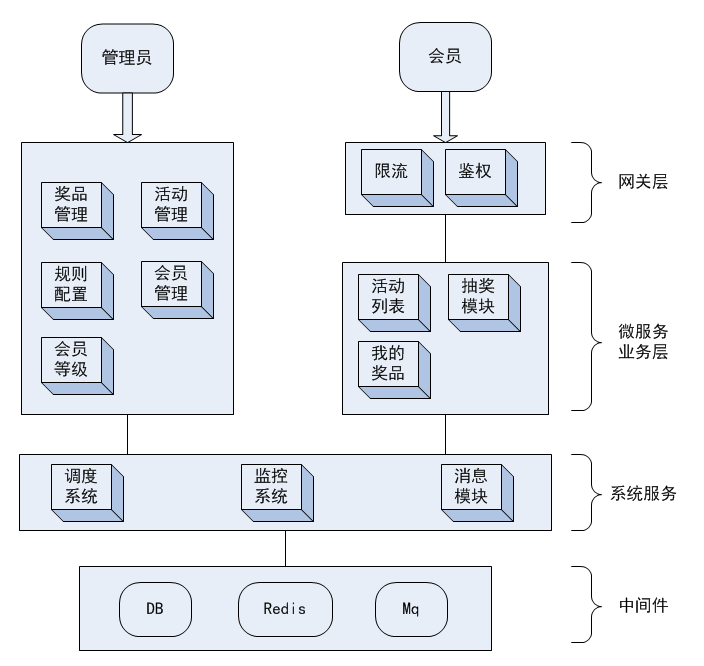 管理员
会员
限流
鉴权
网关层
奖品
管理
活动
管理
规则
配置
会员
管理
会员
等级
活动
列表
抽奖
模块
我的
奖品
微服务
业务层
调度
系统
监控
系统
消息
模块
系统服务
DB
Redis
Mq
中间件